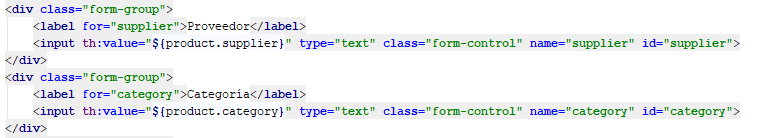 <div class="form-group">
<label for="supplier">Proveedor</label>
<input th:value="${product.supplier}" type="text" class="form-control" name="supplier" id="supplier">
</div>
<div class="form-group">
<label for="category">Categoría</label>
<input th:value="${product.category}" type="text" class="form-control" name="category" id="category">
</div>